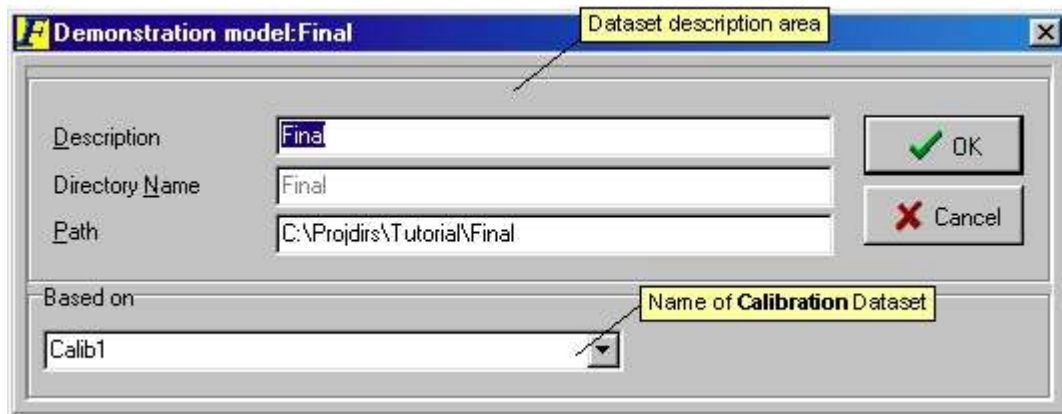 Demonstration model:Final
Dataset description area
Description
Final
OK
Directory Name
Final
Path
C:\Projdirs\Tutorial\Final
Cancel
Based on
Name of Calibration Dataset
Calib1